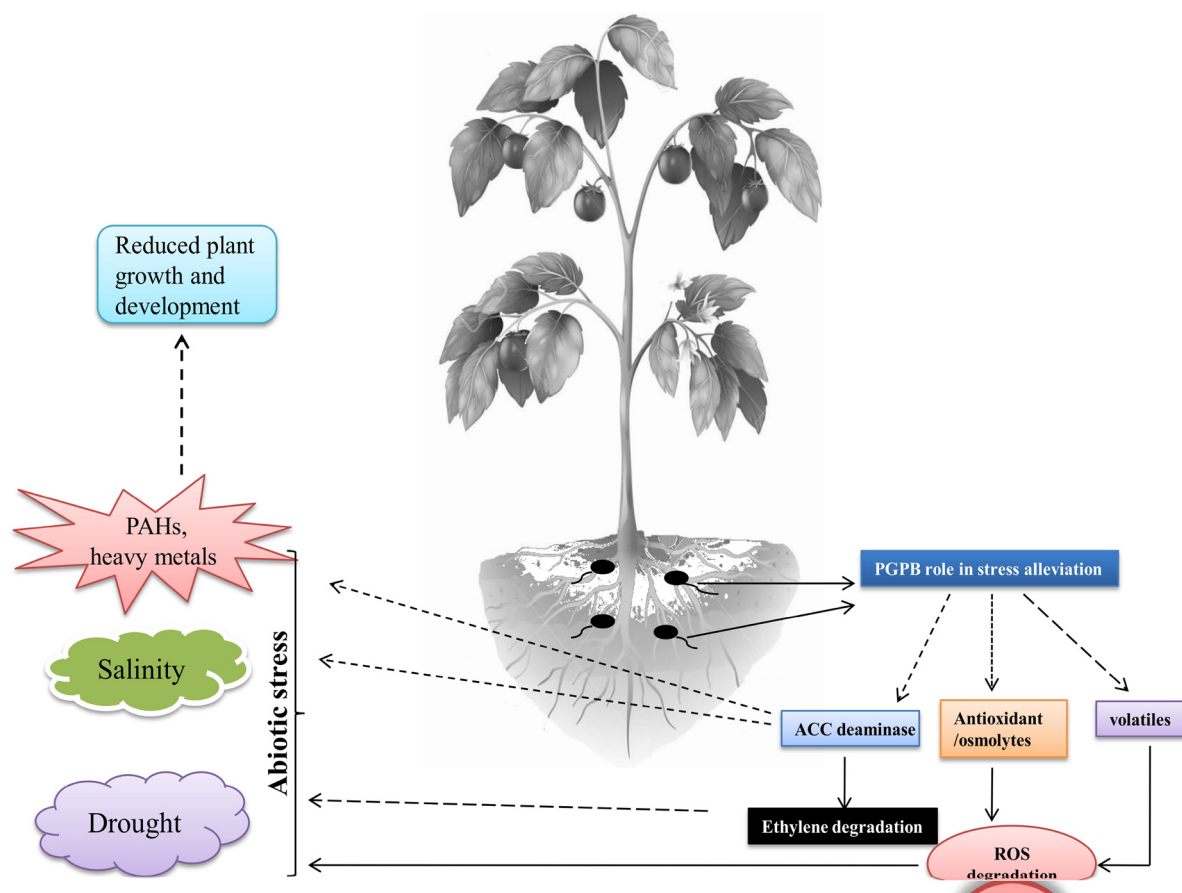 Reduced plant
growth and
development
PAHs,
heavy metals
Salinity
Drought
Abiotic stress
PGPB role in stress alleviation
ACC deaminase
Antioxidant
/osmolytes
volatiles
Ethylene degradation
ROS
degradation